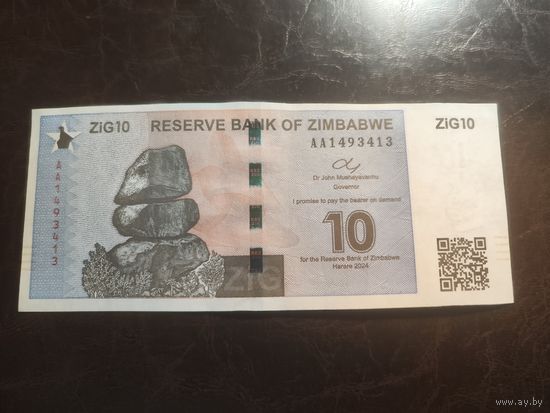 ZiG10 RESERVE BANK OF ZIMBABWE ZiG10
AA1493413
Dr John Mushayavanhu
Governor
I promise to pay the bearer on demand
10
for the Reserve Bank of Zimbabwe
Harare 2024
AA1493413
ZiG
www.ay.by